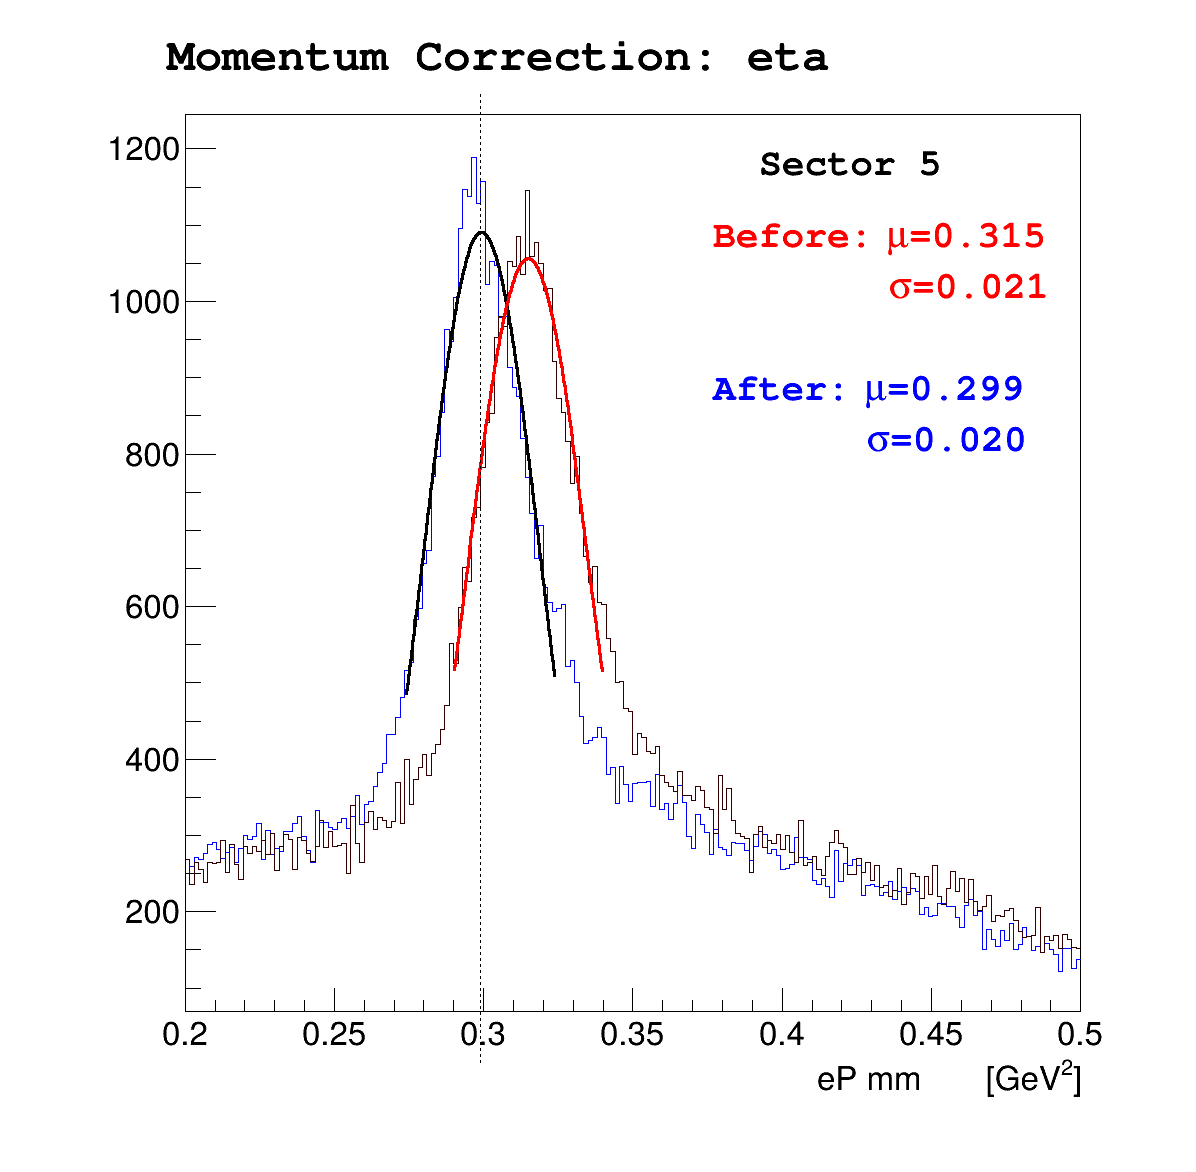 Momentum Correction: eta
Sector 5
Before: μ=0.315
σ=0.021
After: μ=0.299
σ=0.020
1200
1000
800
600
400
200
0.2 0.25 0.3 0.35 0.4 0.45 0.5
eP mm [GeV²]